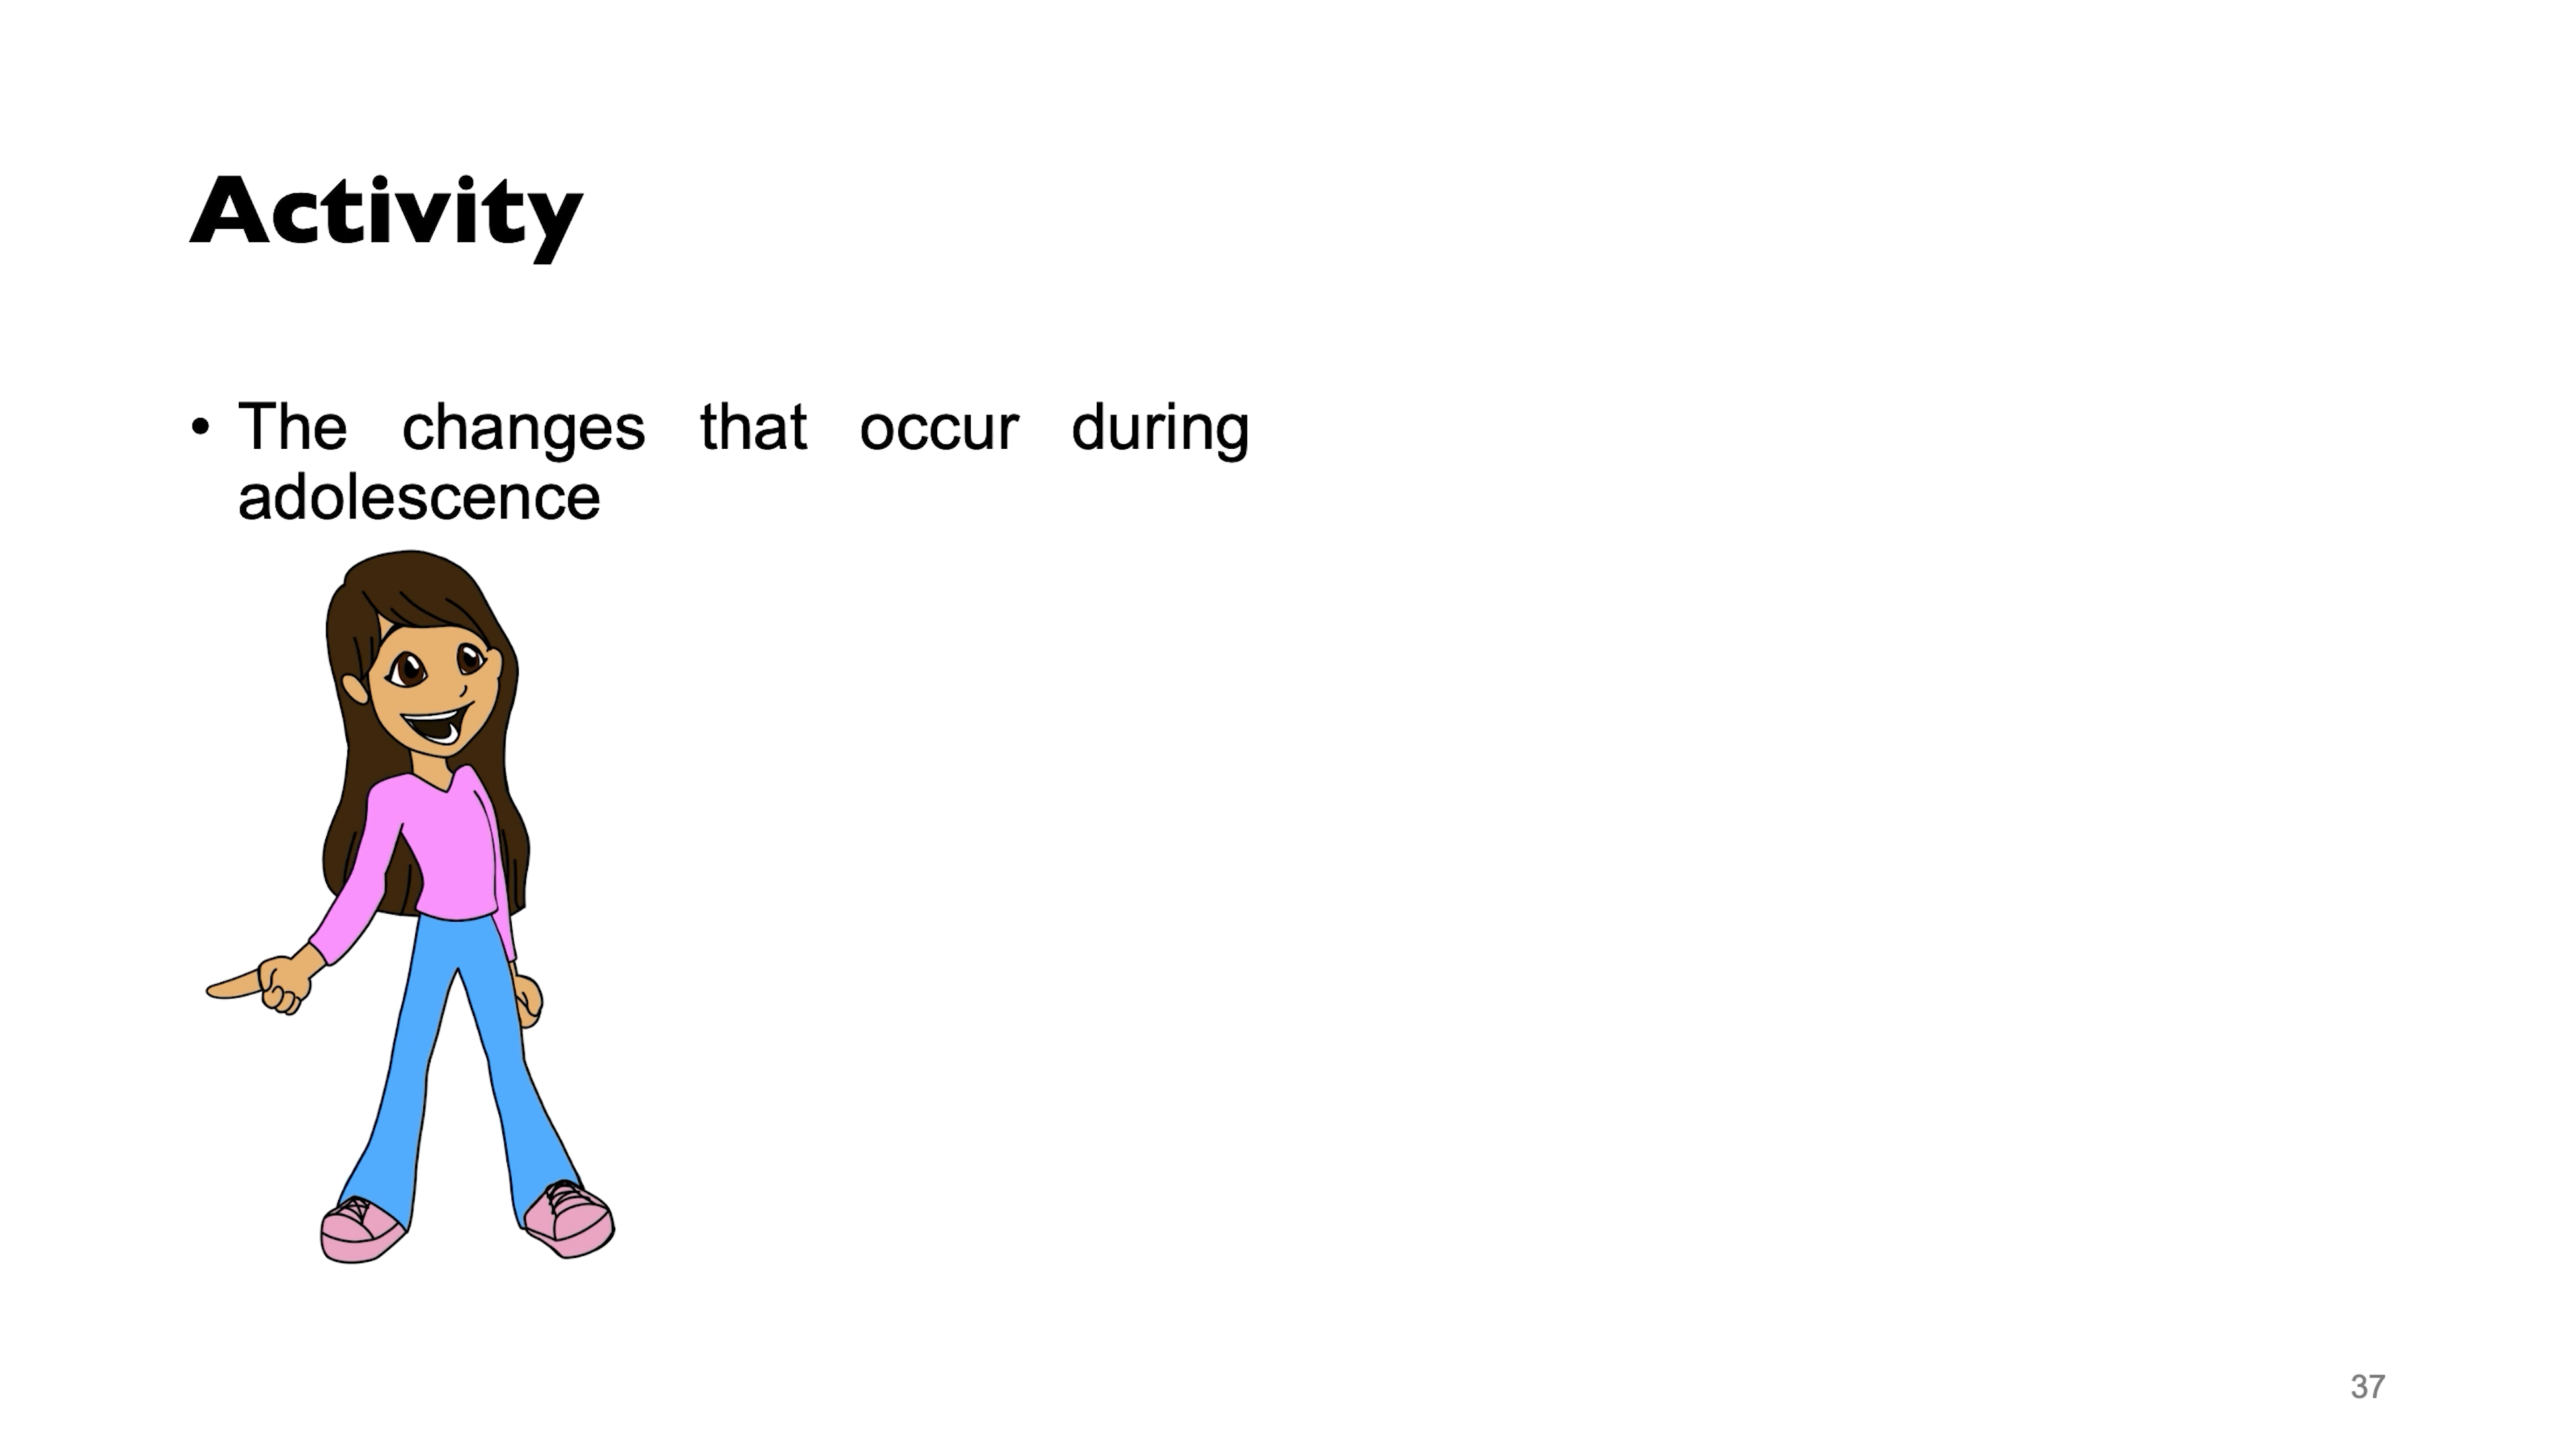 Activity
• The changes that occur during
adolescence
37